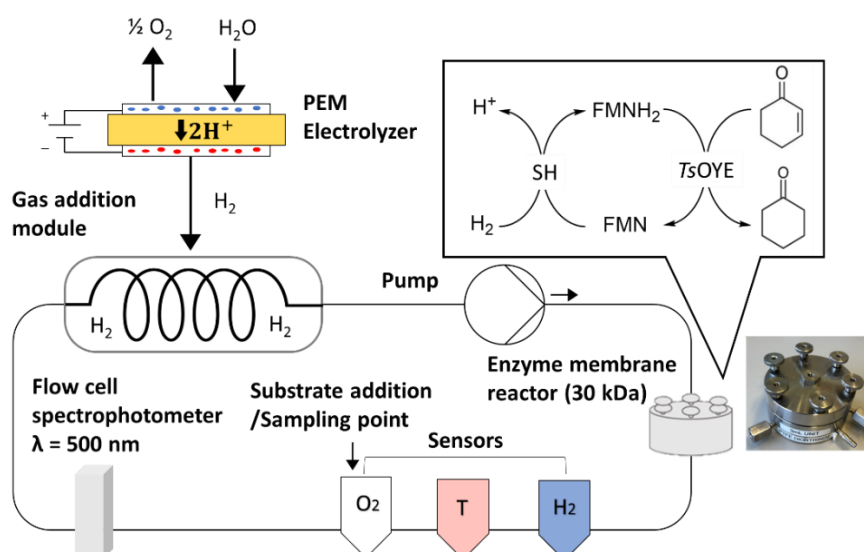 ½ O₂
H₂O
PEM
Electrolyzer
+
−
2H⁺
H₂
Gas addition
module
H₂
H₂
Pump
H⁺
FMNH₂
O
SH
TsOYE
H₂
FMN
O
Enzyme membrane
reactor (30 kDa)
Flow cell
spectrophotometer
λ = 500 nm
Substrate addition
/Sampling point
Sensors
O₂
T
H₂